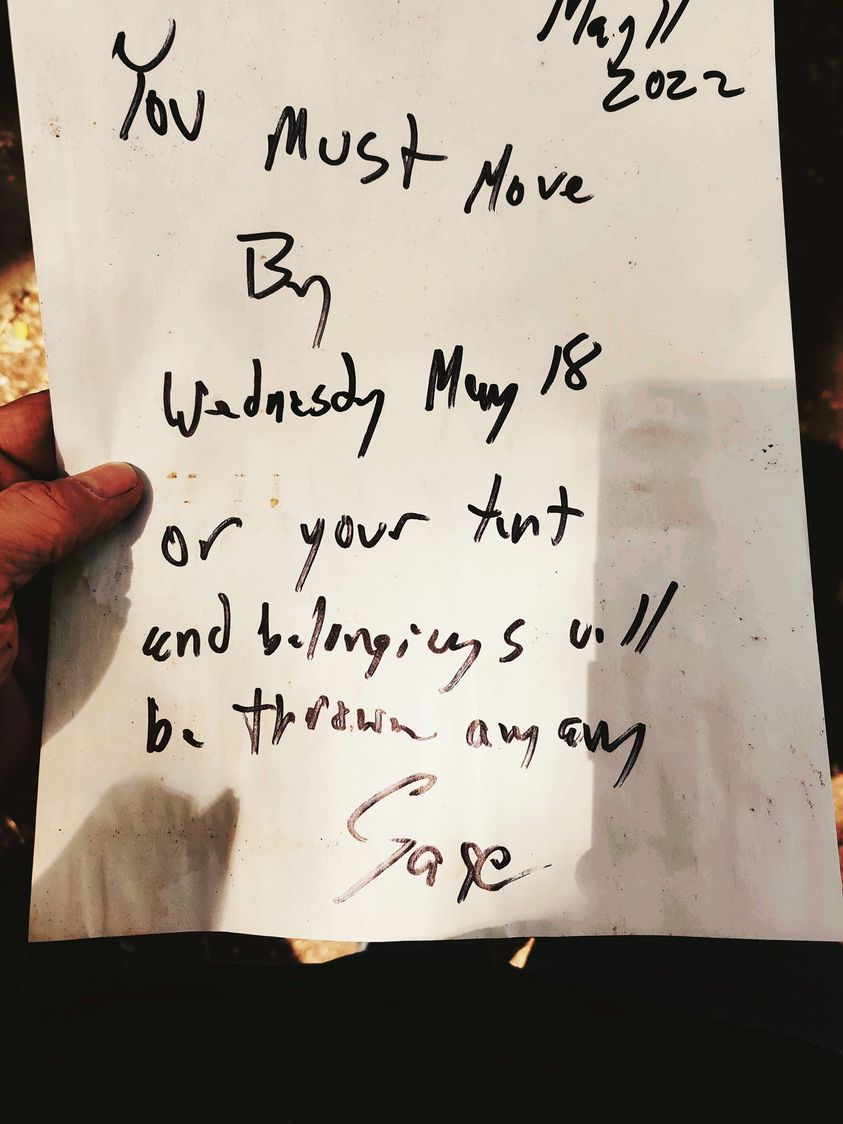 May 11
2022
You Must Move
By
Wednesday May 18
or your tent
and belongings will
be thrown away